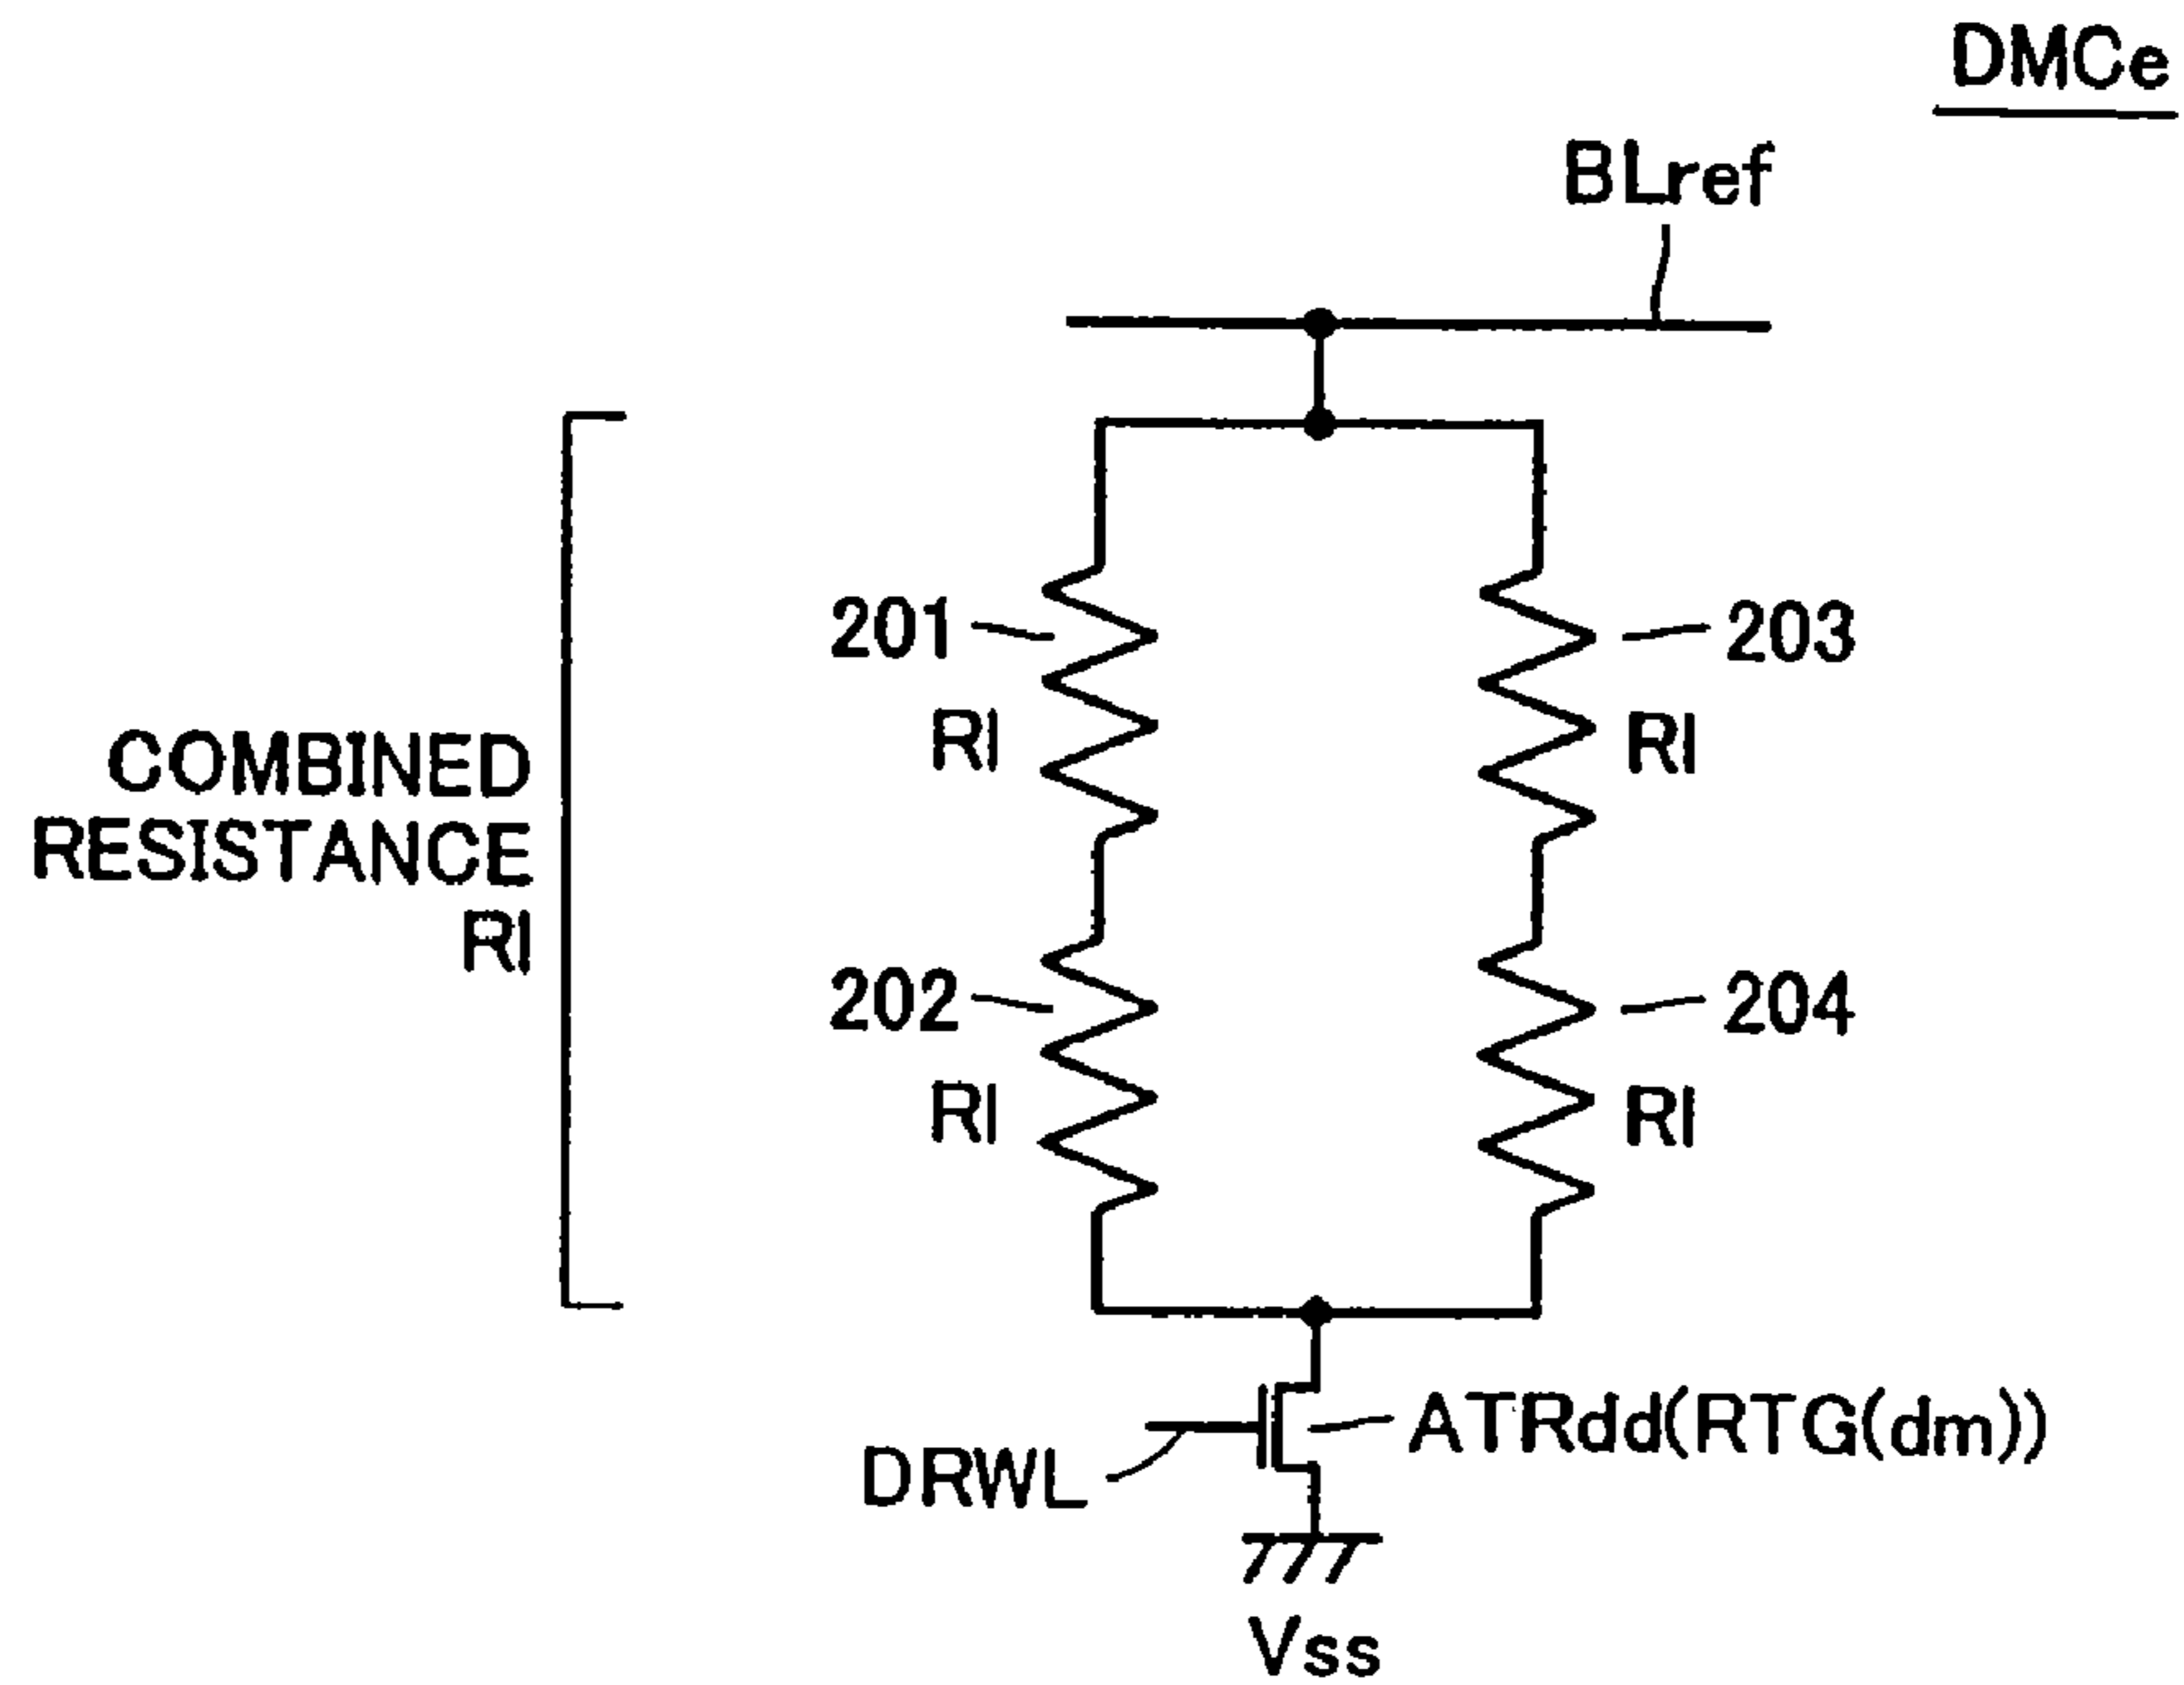 DMCe
BLref
201
RI
203
RI
COMBINED
RESISTANCE
RI
202
RI
204
RI
DRWL
ATRdd(RTG(dm))
Vss